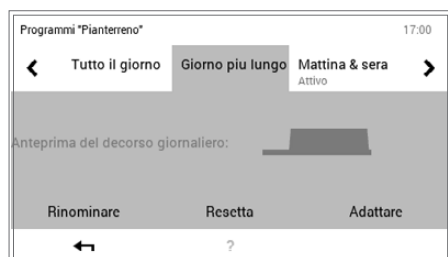 Programmi "Pianterreno" 17:00
Tutto il giorno Giorno piu lungo Mattina & sera
Attivo
Anteprima del decorso giornaliero:
Rinominare Resetta Adattare
?